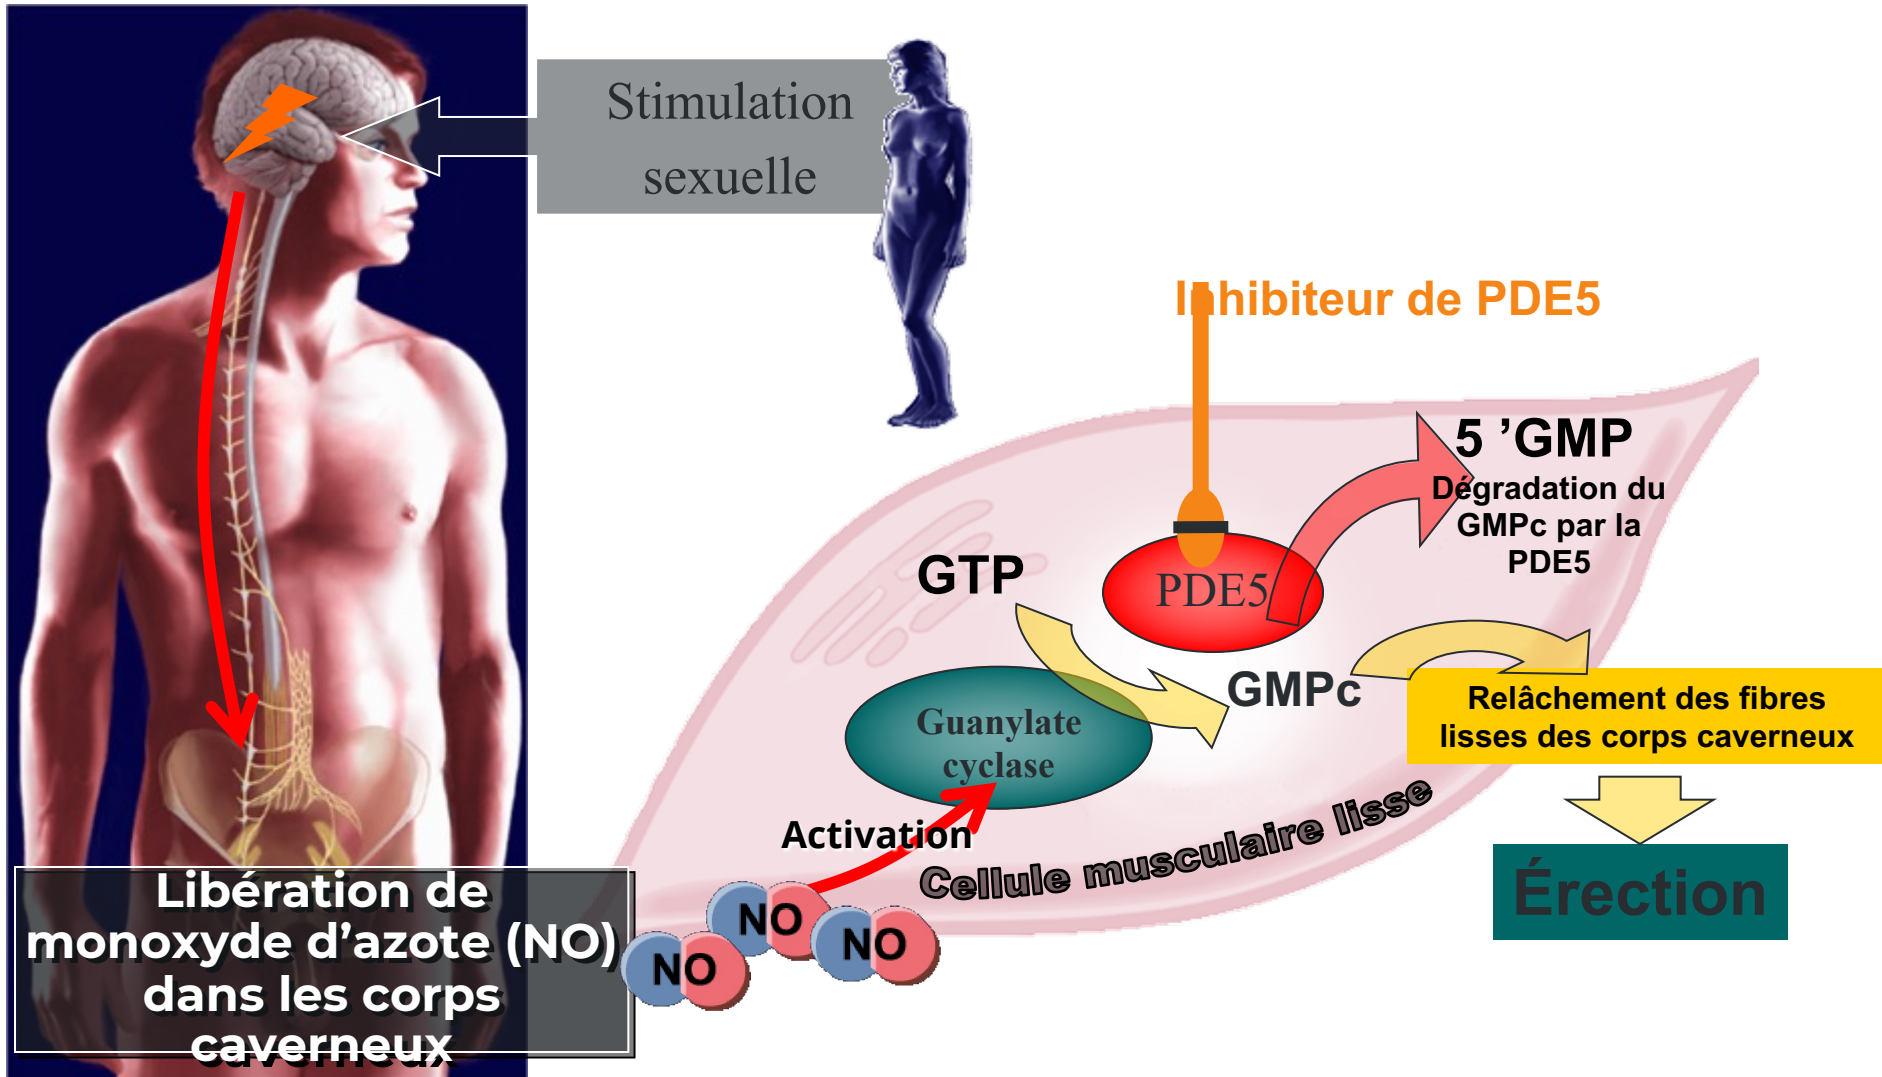 Stimulation
sexuelle
Inhibiteur de PDE5
5 ’GMP
Dégradation du
GMPc par la
PDE5
GTP
PDE5
GMPc
Relâchement des fibres
lisses des corps caverneux
Guanylate
cyclase
Activation
Cellule musculaire lisse
Érection
Libération de
monoxyde d’azote (NO)
dans les corps
caverneux
NO
NO
NO